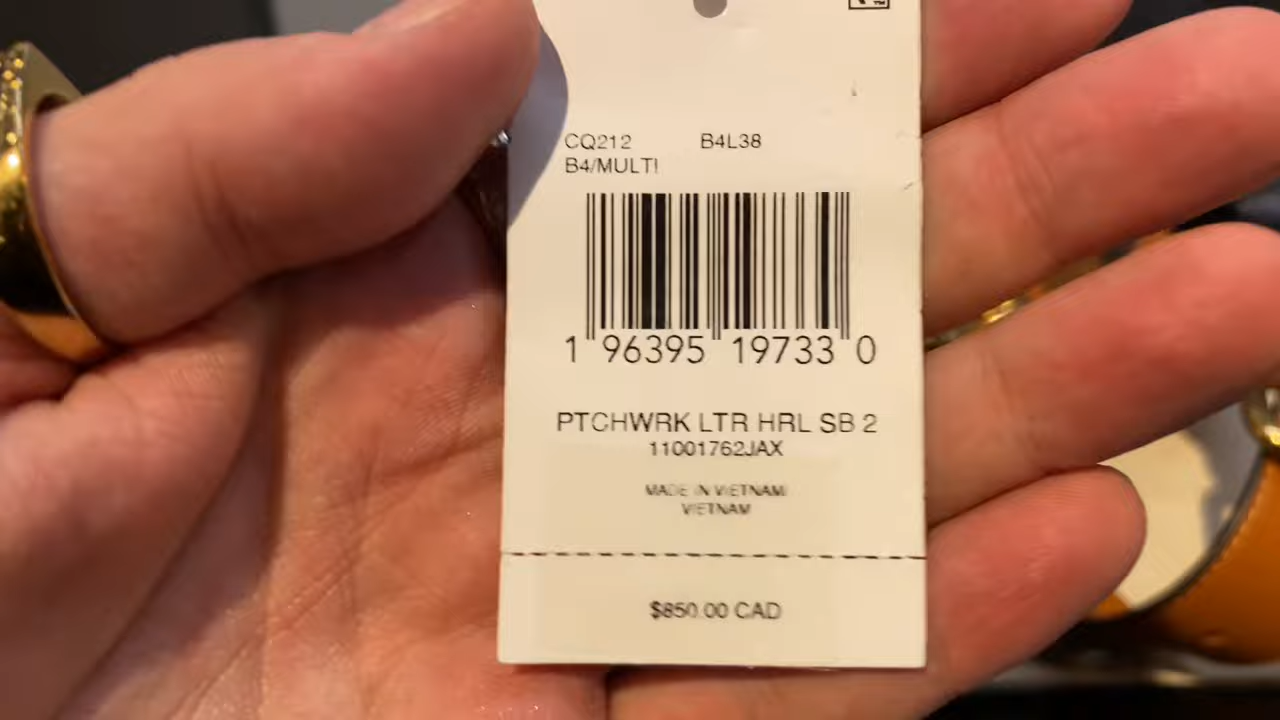 CQ212 B4L38
B4/MULTI
1 96395 19733 0
PTCHWRK LTR HRL SB 2
11001762JAX
MADE IN VIETNAM
VIETNAM
$850.00 CAD